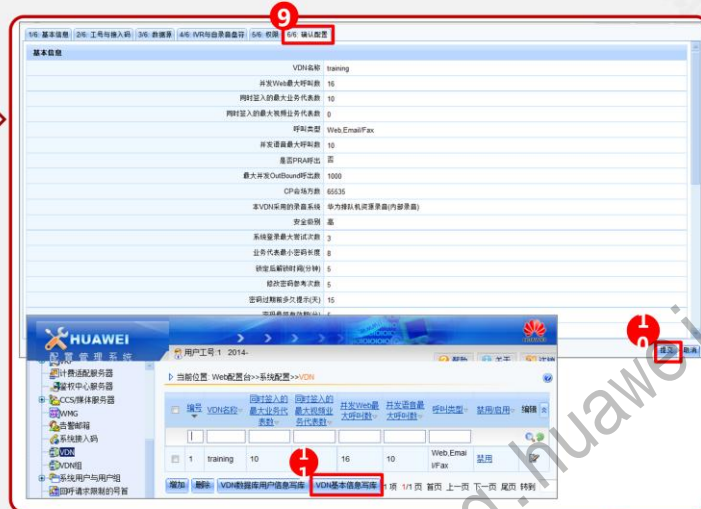 9
1/6: 基本信息 2/6: 工号与接入码 3/6: 数据源 4/6: IVR与自录音盘符 5/6: 权限 6/6: 确认配置
基本信息
VDN名称 training
并发Web最大呼叫数 16
同时签入的最大业务代表数 10
同时签入的最大视频业务代表数 0
呼叫类型 Web,Email/Fax
并发语音最大呼叫数 10
是否PRA呼出 否
最大并发OutBound呼出数 1000
CP会场方数 65535
本VDN采用的录音系统 华为排队机资源录音(内部录音)
安全级别 高
系统登录最大尝试次数 3
业务代表最小密码长度 8
锁定后解锁时间(分钟) 5
修改密码参考次数 5
密码过期前多久提示(天) 15
10
提交 取消
HUAWEI
配置管理系统
用户工号:1 2014-
帮助 关于 注销
当前位置: Web配置台>>系统配置>>VDN
计费适配服务器
鉴权中心服务器
CCS/媒体服务器
WMG
告警邮箱
系统接入码
VDN
VDN组
系统用户与用户组
回呼请求限制的号首
编号 VDN名称 同时签入的最大业务代表数 同时签入的最大视频业务代表数 并发Web最大呼叫数 并发语音最大呼叫数 呼叫类型 禁用/启用 编辑
1 training 10 16 10 Web,Email/Fax 禁用
11
增加 删除 VDN数据库用户信息写库 VDN基本信息写库 1项 1/1页 首页 上一页 下一页 尾页 转到
g.huawei